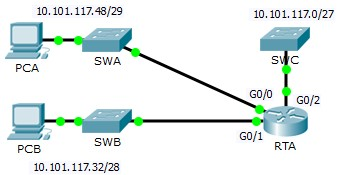 10.101.117.48/29
10.101.117.0/27
PCA
SWA
SWC
G0/0
G0/2
G0/1
PCB
SWB
RTA
10.101.117.32/28